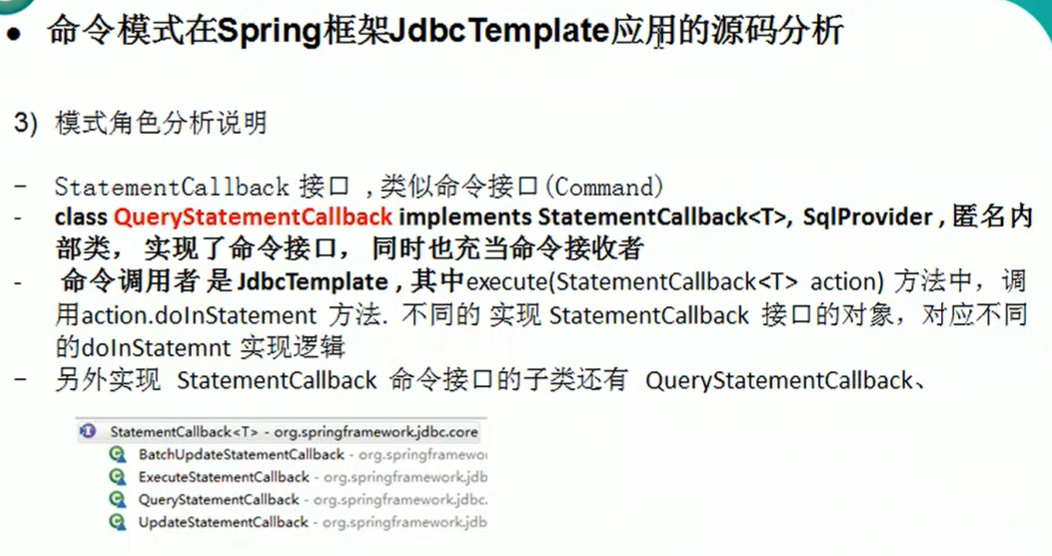 • 命令模式在Spring框架JdbcTemplate应用的源码分析
3) 模式角色分析说明
– StatementCallback 接口 ,类似命令接口(Command)
- class QueryStatementCallback implements StatementCallback<T>, SqlProvider , 匿名内
部类， 实现了命令接口， 同时也充当命令接收者
- 命令调用者 是 JdbcTemplate , 其中execute(StatementCallback<T> action) 方法中，调
用action.doInStatement 方法. 不同的 实现 StatementCallback 接口的对象，对应不同
的doInStatemnt 实现逻辑
– 另外实现 StatementCallback 命令接口的子类还有 QueryStatementCallback、
StatementCallback<T> - org.springframework.jdbc.core
BatchUpdateStatementCallback - org.springframewo
ExecuteStatementCallback - org.springframework.jdb
QueryStatementCallback - org.springframework.jdbc.
UpdateStatementCallback - org.springframework.jdb